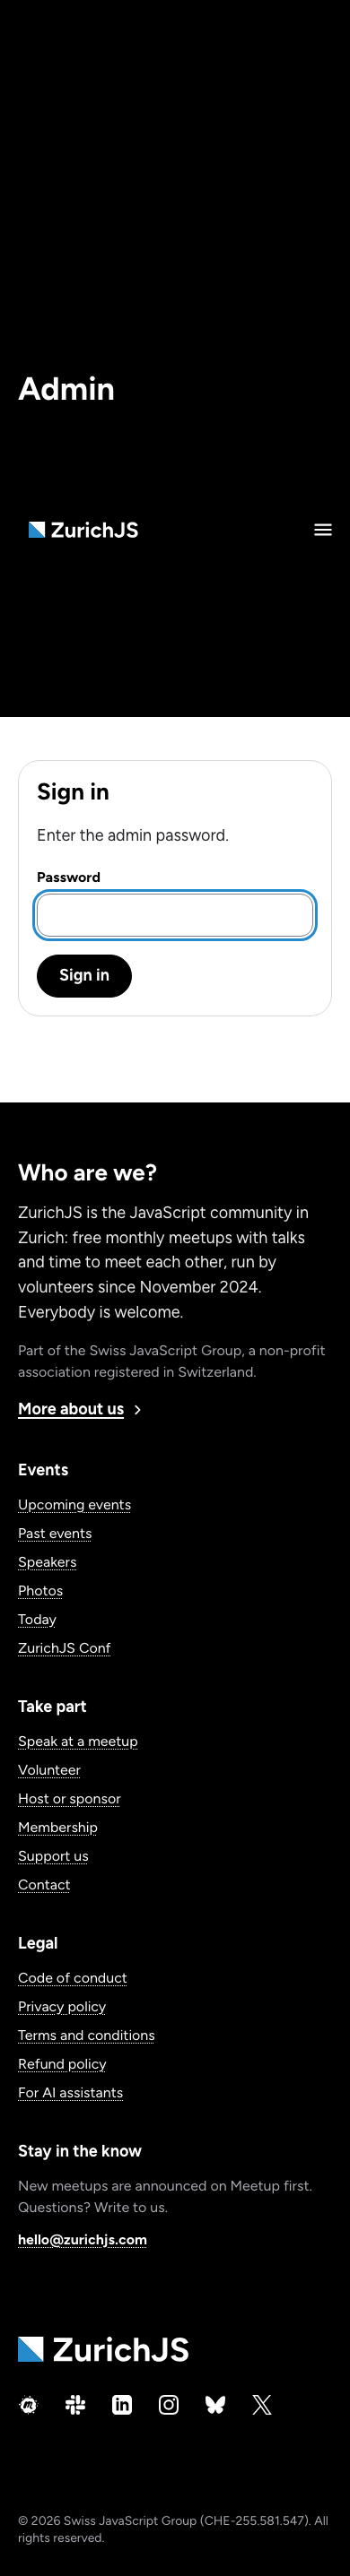 Admin
ZurichJS
Sign in
Enter the admin password.
Password
Sign in
Who are we?
ZurichJS is the JavaScript community in
Zurich: free monthly meetups with talks
and time to meet each other, run by
volunteers since November 2024.
Everybody is welcome.
Part of the Swiss JavaScript Group, a non-profit
association registered in Switzerland.
More about us
Events
Upcoming events
Past events
Speakers
Photos
Today
ZurichJS Conf
Take part
Speak at a meetup
Volunteer
Host or sponsor
Membership
Support us
Contact
Legal
Code of conduct
Privacy policy
Terms and conditions
Refund policy
For AI assistants
Stay in the know
New meetups are announced on Meetup first.
Questions? Write to us.
hello@zurichjs.com
ZurichJS
© 2026 Swiss JavaScript Group (CHE-255.581.547). All
rights reserved.